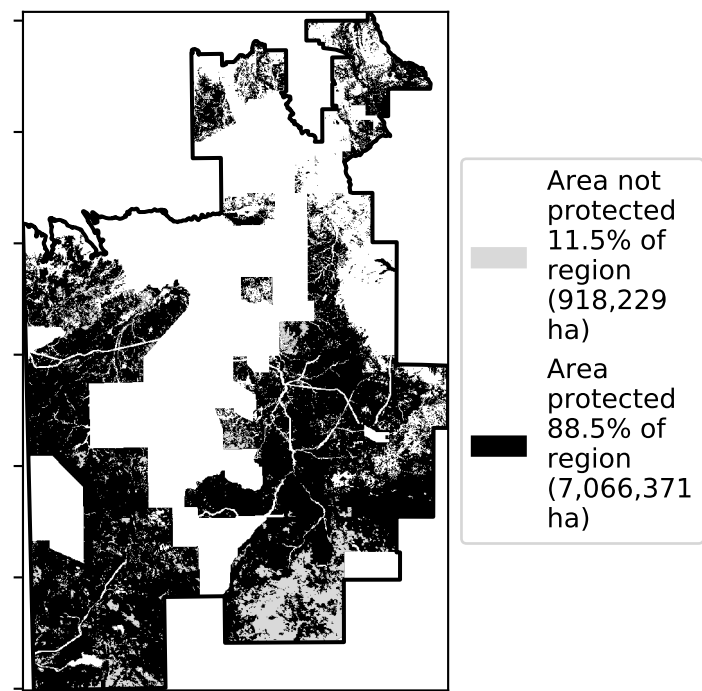 Area not
protected
11.5% of
region
(918,229
ha)
Area
protected
88.5% of
region
(7,066,371
ha)